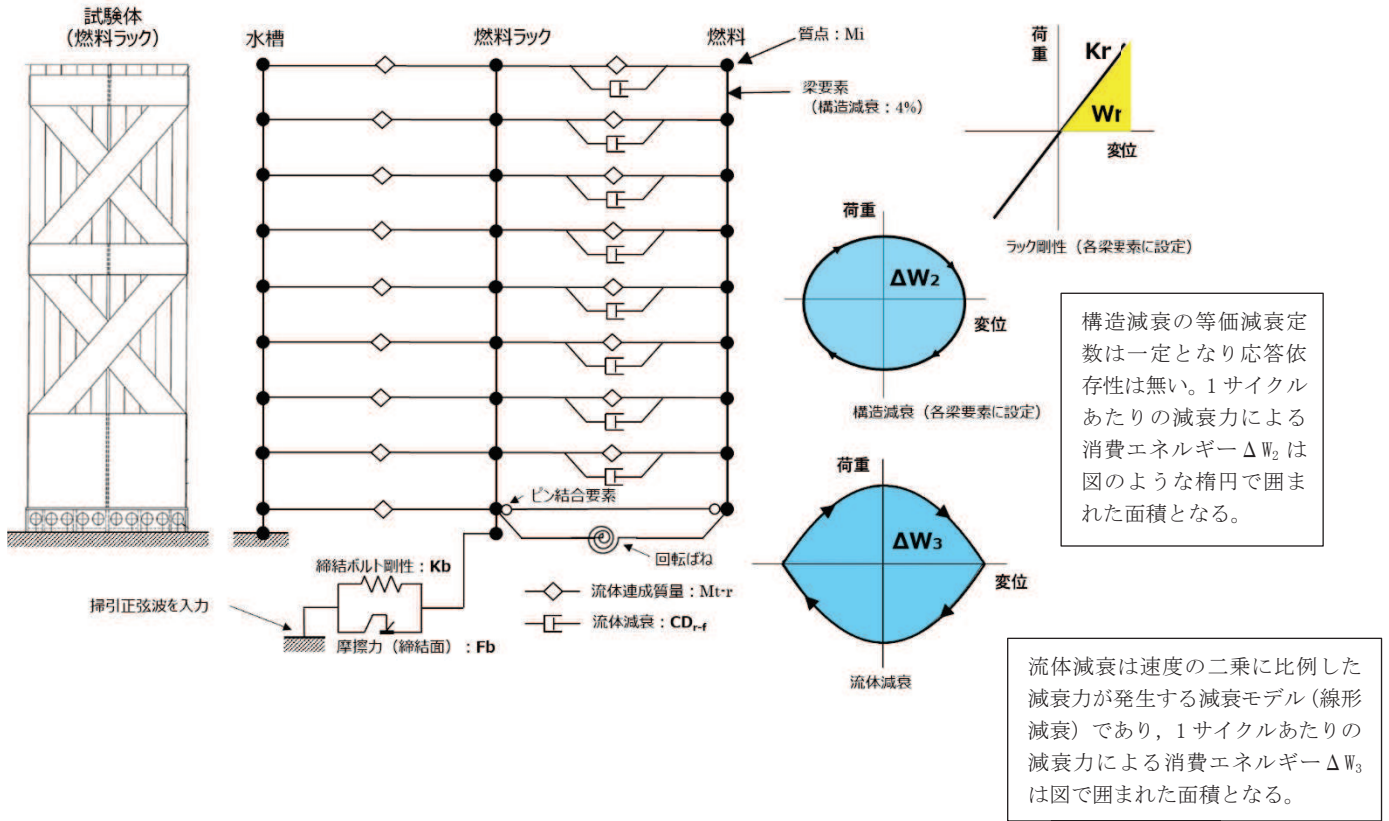 試験体
(燃料ラック)
水槽
燃料ラック
燃料
質点：Mi
梁要素
(構造減衰：4%)
ピン結合要素
回転ばね
締結ボルト剛性：Kb
掃引正弦波を入力
摩擦力（締結面）：Fb
流体連成質量：Mt-r
流体減衰：CDr-f
荷重
Kr
Wr
変位
ラック剛性（各梁要素に設定）
荷重
ΔW₂
変位
構造減衰（各梁要素に設定）
荷重
ΔW₃
変位
流体減衰
構造減衰の等価減衰定
数は一定となり応答依
存性は無い。1サイクル
あたりの減衰力による
消費エネルギーΔW₂は
図のような楕円で囲ま
れた面積となる。
流体減衰は速度の二乗に比例した
減衰力が発生する減衰モデル（線形
減衰）であり，1サイクルあたりの
減衰力による消費エネルギーΔW₃
は図で囲まれた面積となる。